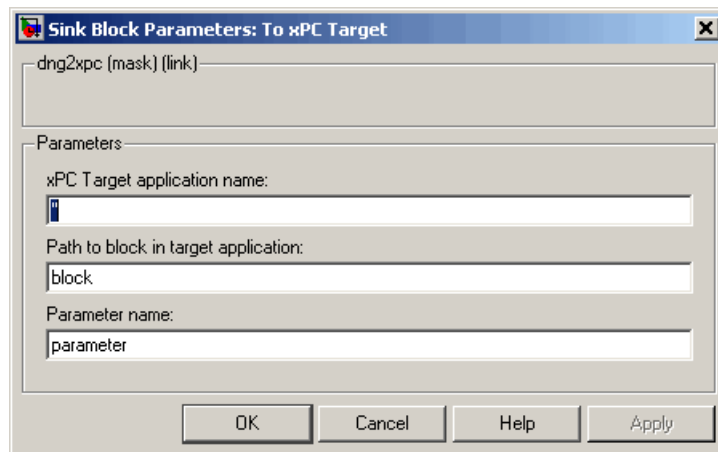 Sink Block Parameters: To xPC Target
dng2xpc (mask) (link)
Parameters
xPC Target application name:
''
Path to block in target application:
block
Parameter name:
parameter
OK Cancel Help Apply